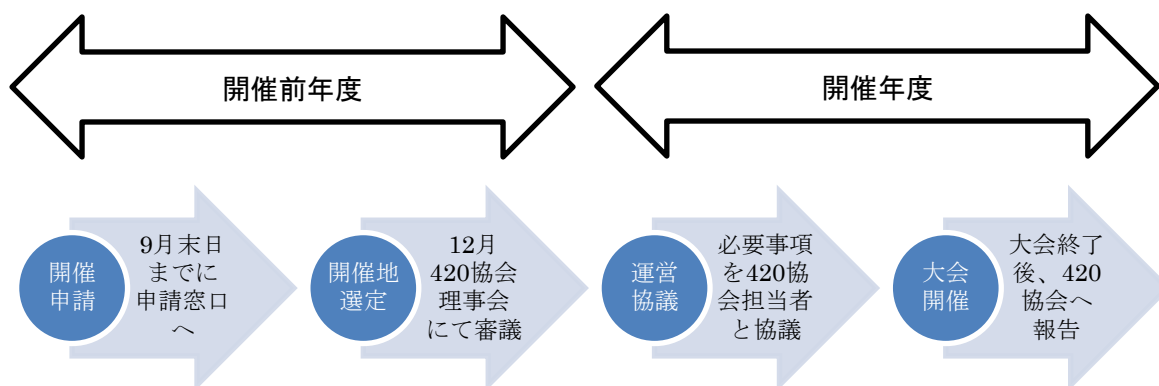 開催前年度
開催年度
開催
申請
9月末日
までに
申請窓口
へ
開催地
選定
12月
420協会
理事会
にて審議
運営
協議
必要事項
を420協
会担当者
と協議
大会
開催
大会終了
後、420
協会へ
報告